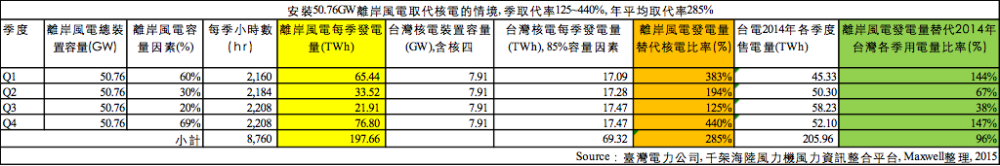 安裝50.76GW離岸風電取代核電的情境,季取代率125~440%,年平均取代率285%
季度 離岸風電總裝 離岸風電容 每季小時數 離岸風電每季發電 台灣核電裝置容量 台灣核電每季發電量 離岸風電發電量 台電2014年各季度 離岸風電發電量替代2014年
置容量(GW) 量因素(%) (hr) 量(TWh) (GW),含核四 (TWh), 85%容量因素 替代核電比率(%) 售電量(TWh) 台灣各季用電量比率(%)
Q1 50.76 60% 2,160 65.44 7.91 17.09 383% 45.33 144%
Q2 50.76 30% 2,184 33.52 7.91 17.28 194% 50.30 67%
Q3 50.76 20% 2,208 21.91 7.91 17.47 125% 58.23 38%
Q4 50.76 69% 2,208 76.80 7.91 17.47 440% 52.10 147%
小計 8,760 197.66 69.32 285% 205.96 96%
Source：臺灣電力公司,千架海陸風力機風力資訊整合平台, Maxwell整理, 2015